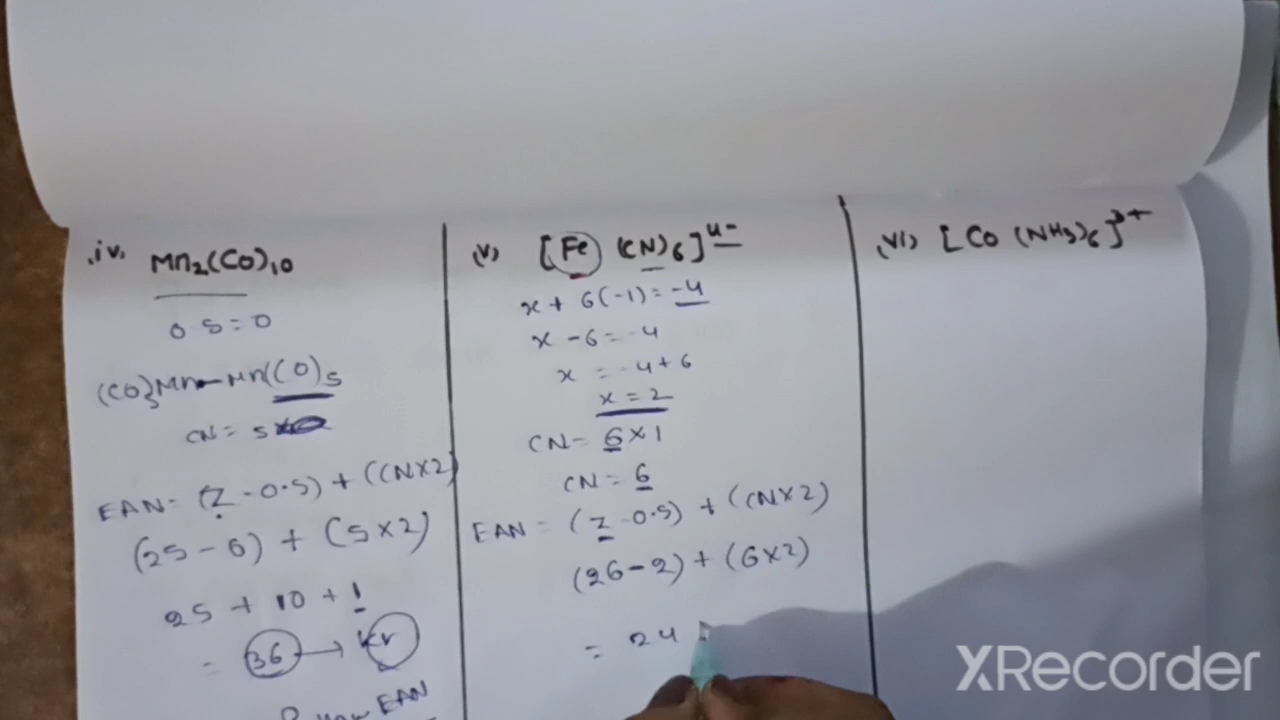 iv, Mn2(CO)10
O.S = 0
(CO)5Mn-Mn(CO)5
CN = 5
EAN = (Z - O.S) + (CN×2)
(25 - 0) + (5×2)
25 + 10 + 1
= 36 → Kr
EAN
(v) [Fe (CN)6]4-
x + 6(-1) = -4
x - 6 = -4
x = -4 + 6
x = 2
CN = 6×1
CN = 6
EAN = (Z - O.S) + (CN×2)
(26 - 2) + (6×2)
= 24
(vi) [Co (NH3)6]3+
XRecorder